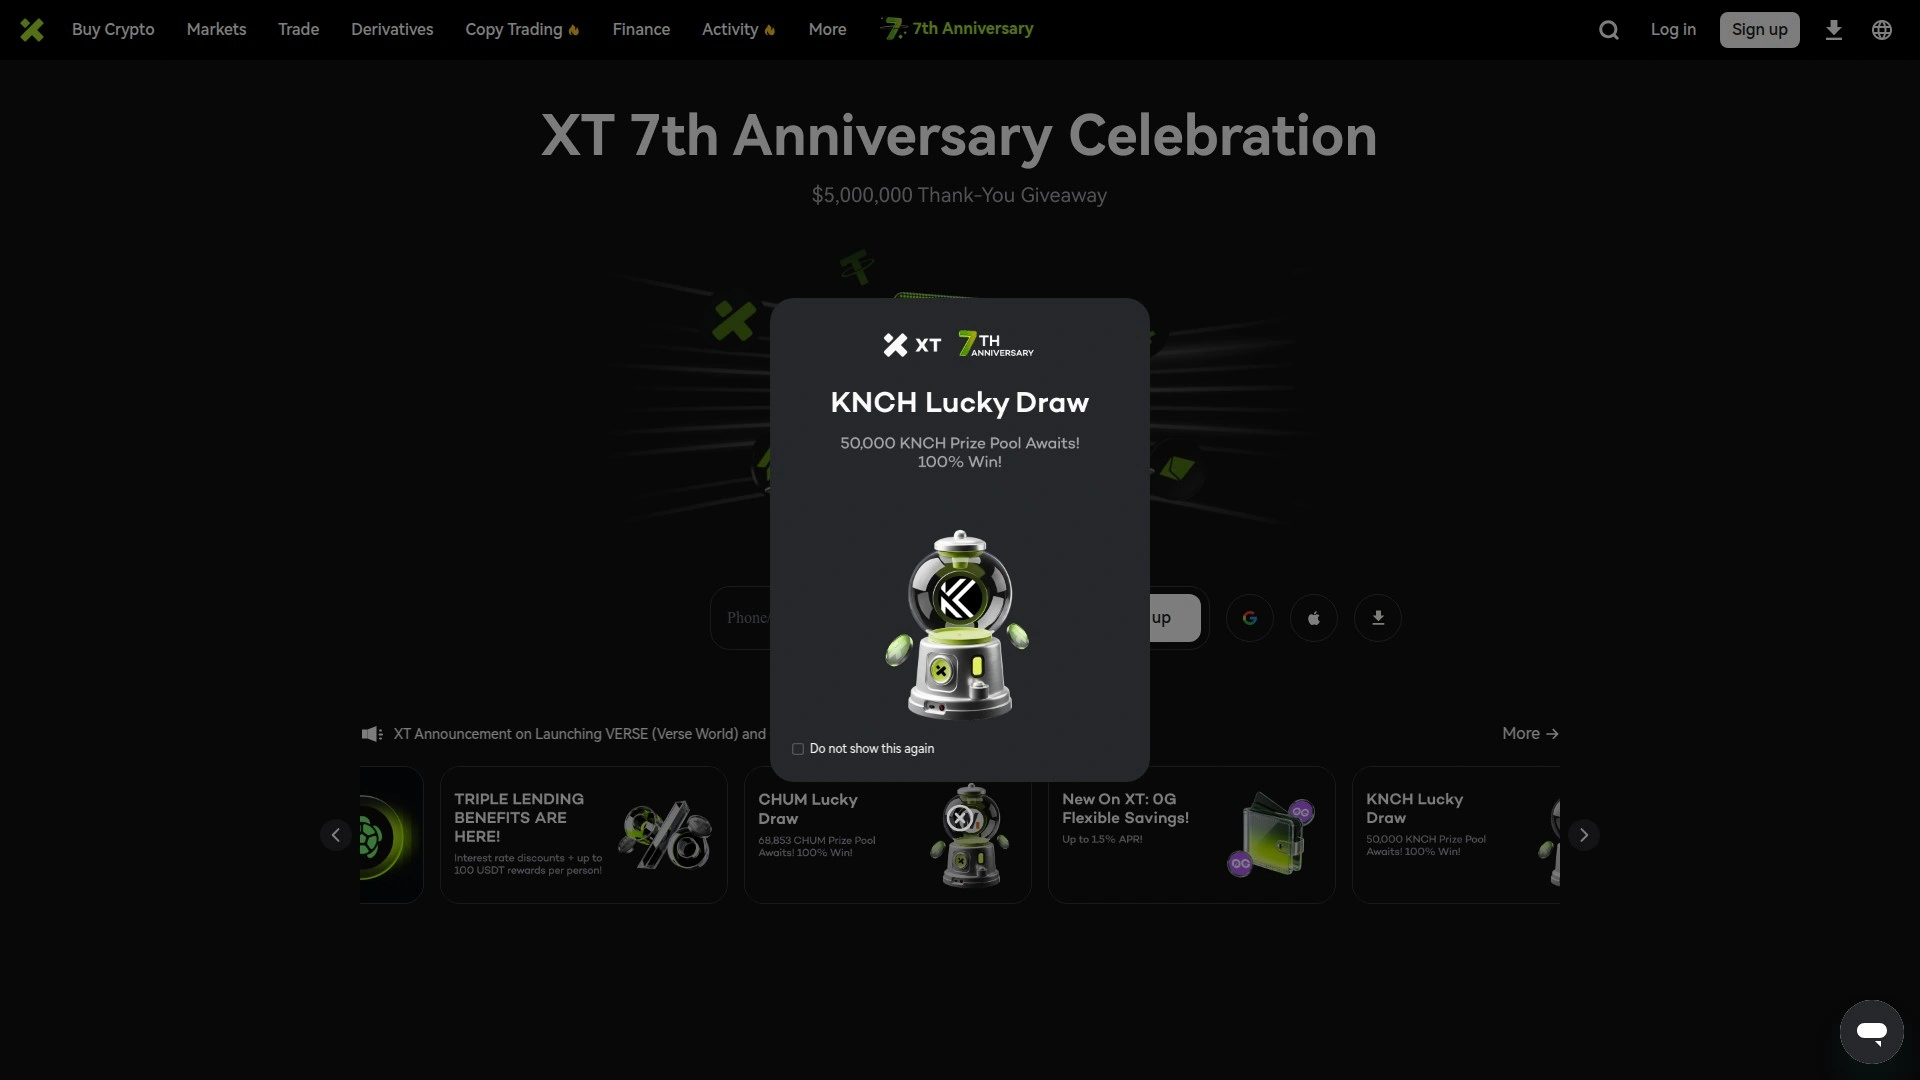 Buy Crypto
Markets
Trade
Derivatives
Copy Trading
Finance
Activity
More
7th Anniversary
Log in
Sign up
XT 7th Anniversary Celebration
$5,000,000 Thank-You Giveaway
XT 7TH ANNIVERSARY
KNCH Lucky Draw
50,000 KNCH Prize Pool Awaits!
100% Win!
Phone/
up
XT Announcement on Launching VERSE (Verse World) and
More
Do not show this again
TRIPLE LENDING
BENEFITS ARE
HERE!
Interest rate discounts + up to
100 USDT rewards per person!
CHUM Lucky
Draw
68,853 CHUM Prize Pool
Awaits! 100% Win!
New On XT: 0G
Flexible Savings!
Up to 1.5% APR!
KNCH Lucky
Draw
50,000 KNCH Prize Pool
Awaits! 100% Win!